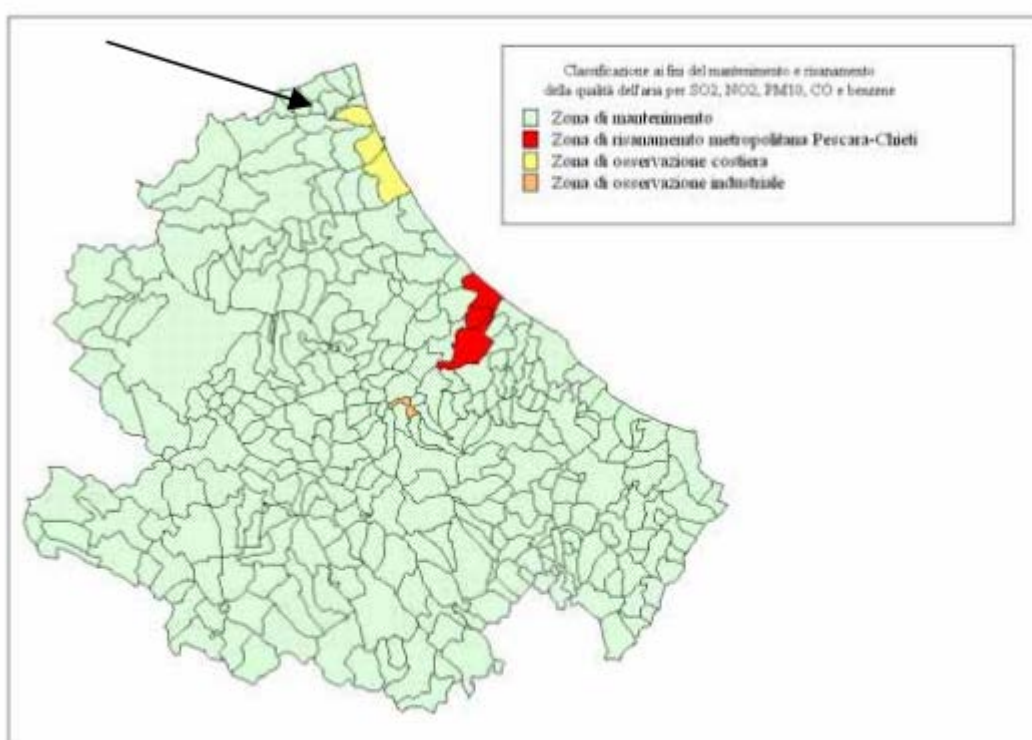 Classificazione ai fini del mantenimento e risanamento
della qualità dell'aria per SO2, NO2, PM10, CO e benzene
Zona di mantenimento
Zona di risanamento metropolitana Pescara-Chieti
Zona di osservazione costiera
Zona di osservazione industriale